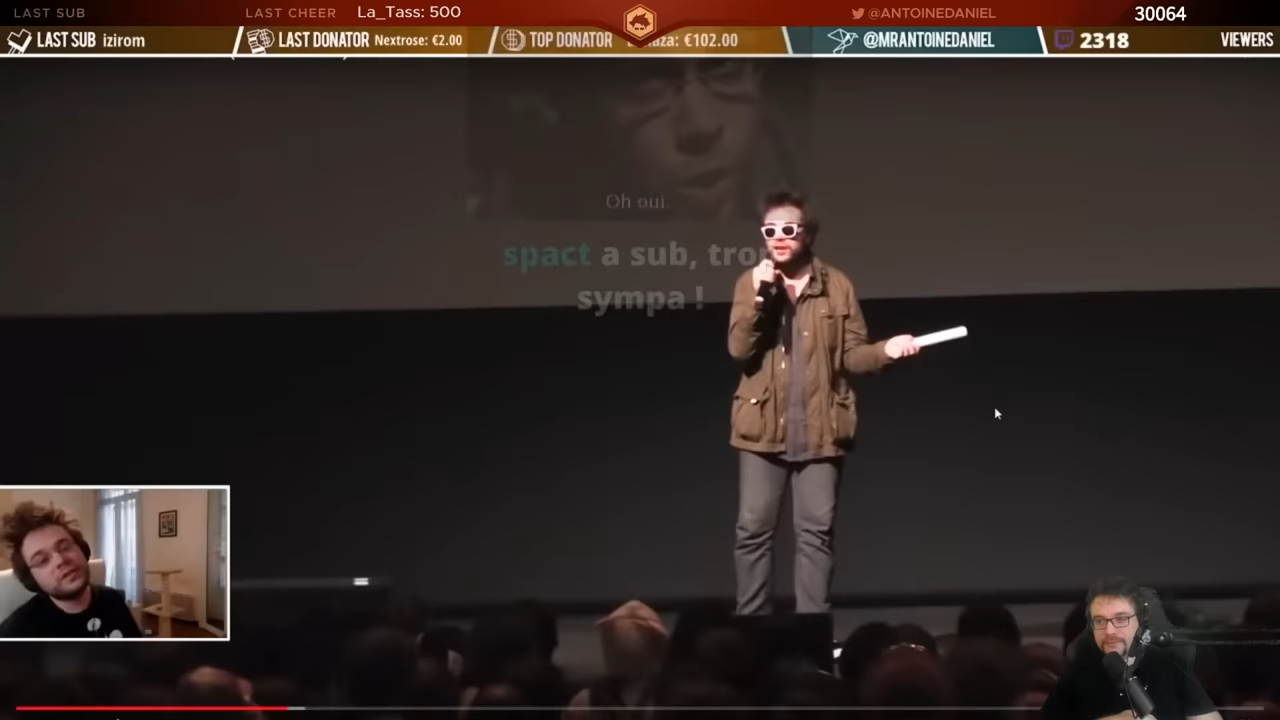 LAST SUB
LAST CHEER La_Tass: 500
@ANTOINEDANIEL
30064
LAST SUB izirom
LAST DONATOR Nextrose: €2.00
TOP DONATOR €102.00
@MRANTOINEDANIEL
2318 VIEWERS
Oh oui.
spact a sub,
sympa !